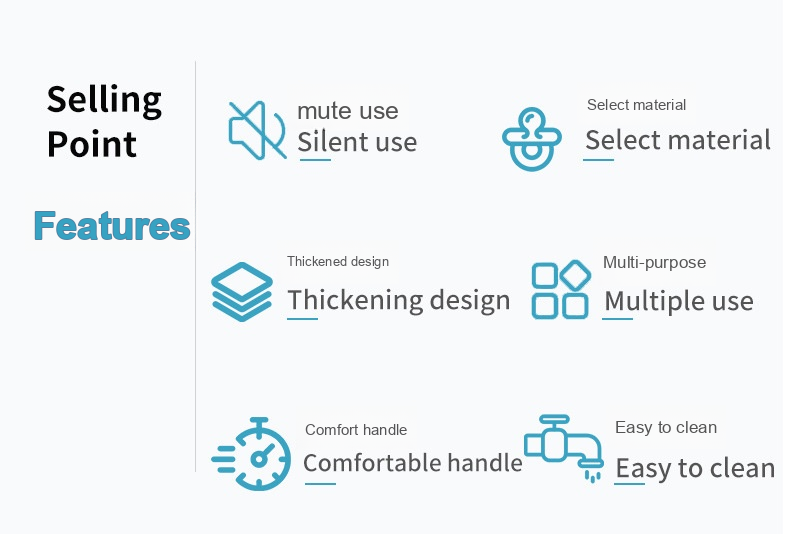 Selling
Point
Features
mute use
Silent use
Select material
Select material
Thickened design
Thickening design
Multi-purpose
Multiple use
Comfort handle
Comfortable handle
Easy to clean
Easy to clean